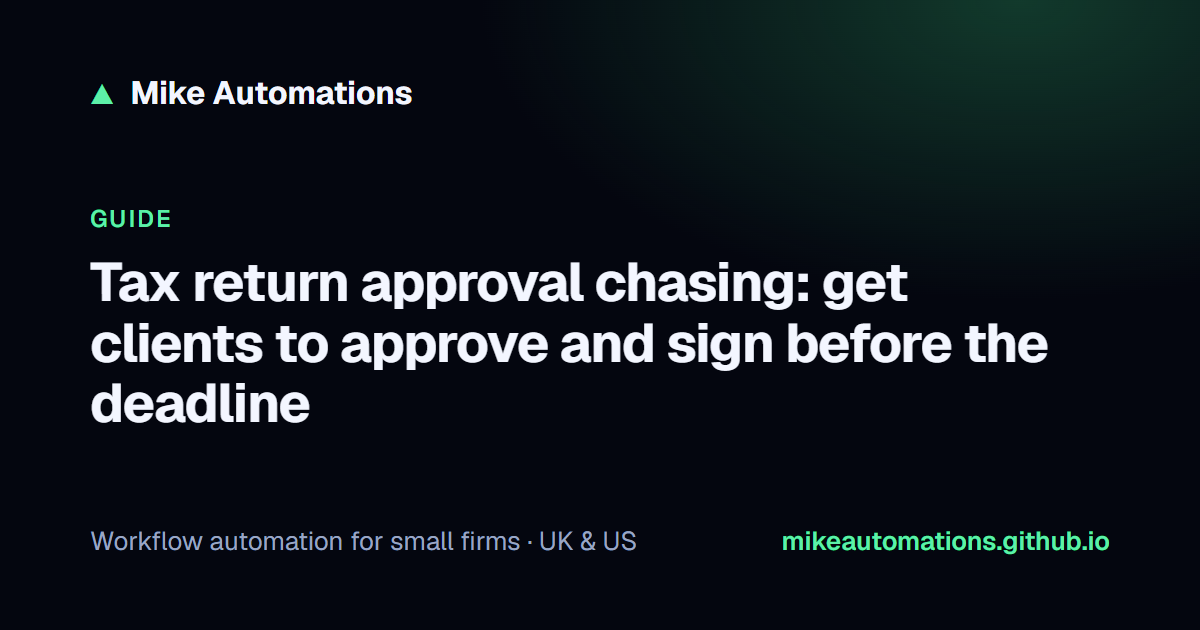 Mike Automations
GUIDE
Tax return approval chasing: get
clients to approve and sign before the
deadline
Workflow automation for small firms · UK & US
mikeautomations.github.io